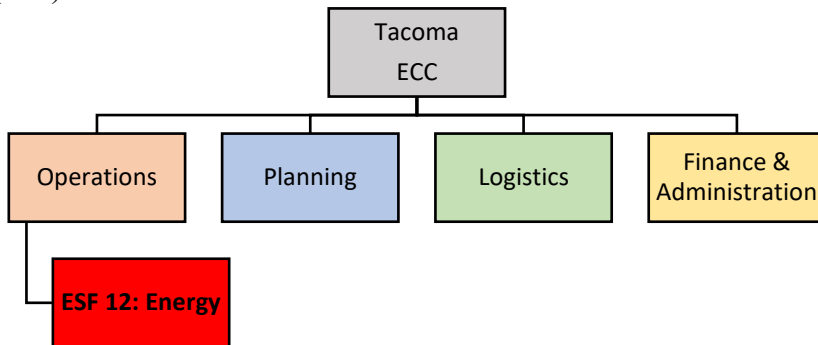 Tacoma
ECC
Operations
Planning
Logistics
Finance &
Administration
ESF 12: Energy